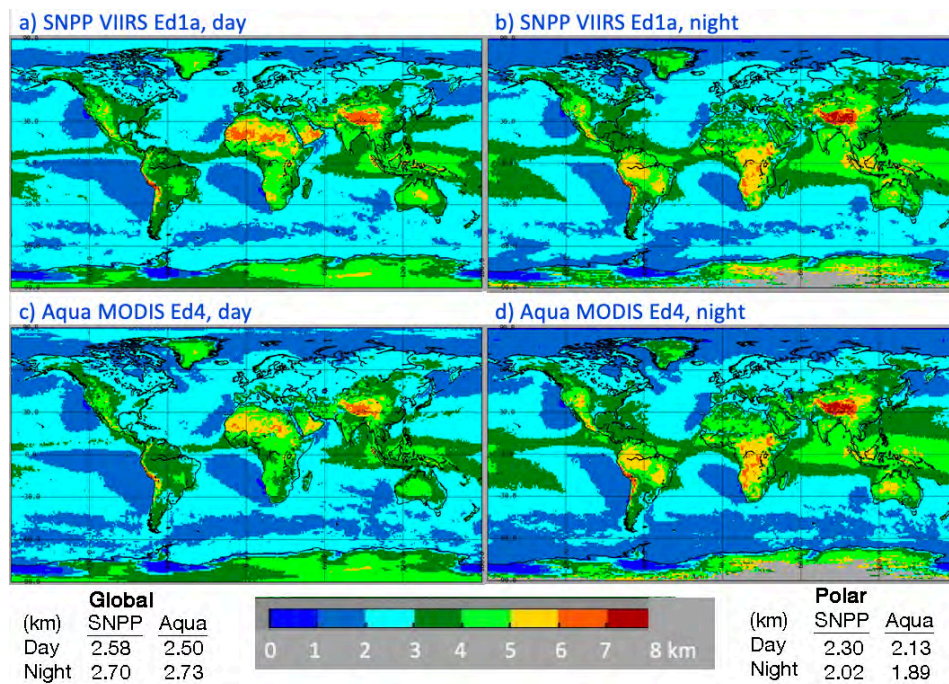 a) SNPP VIIRS Ed1a, day
b) SNPP VIIRS Ed1a, night
c) Aqua MODIS Ed4, day
d) Aqua MODIS Ed4, night
Global
(km) SNPP Aqua
Day 2.58 2.50
Night 2.70 2.73
0 1 2 3 4 5 6 7 8 km
Polar
(km) SNPP Aqua
Day 2.30 2.13
Night 2.02 1.89